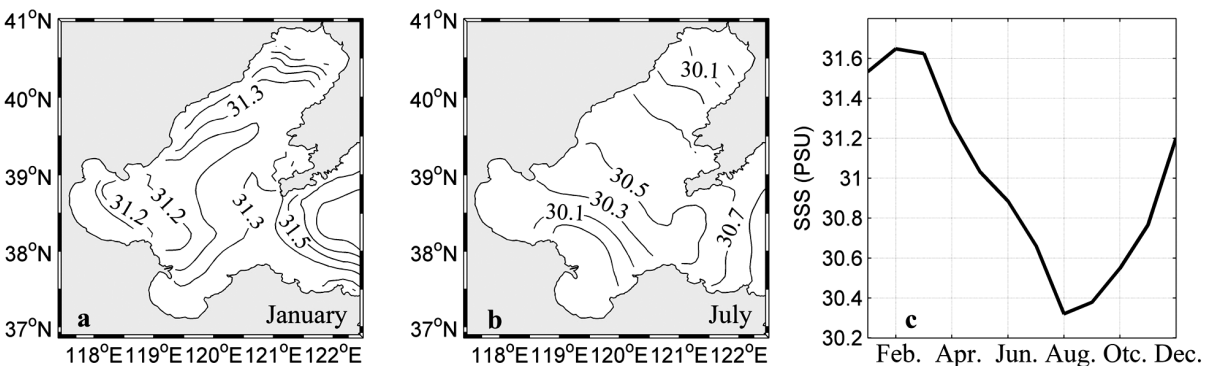 41°N
40°N
39°N
38°N
37°N
118°E 119°E 120°E 121°E 122°E
31.3
31.2
31.2
31.3
31.5
a
January
41°N
40°N
39°N
38°N
37°N
118°E 119°E 120°E 121°E 122°E
30.1
30.5
30.3
30.1
30.7
b
July
SSS (PSU)
31.6
31.4
31.2
31
30.8
30.6
30.4
30.2
c
Feb. Apr. Jun. Aug. Otc. Dec.